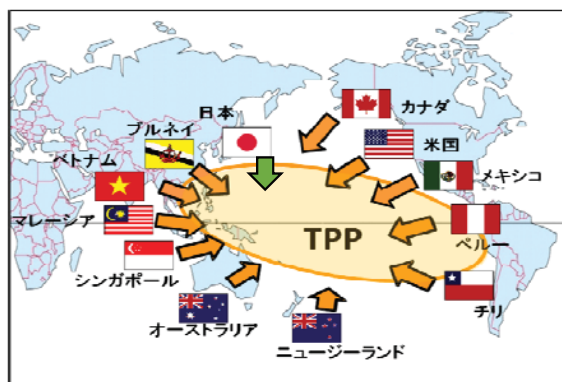 日本
カナダ
ブルネイ
米国
ベトナム
メキシコ
マレーシア
TPP
ペルー
シンガポール
チリ
オーストラリア
ニュージーランド